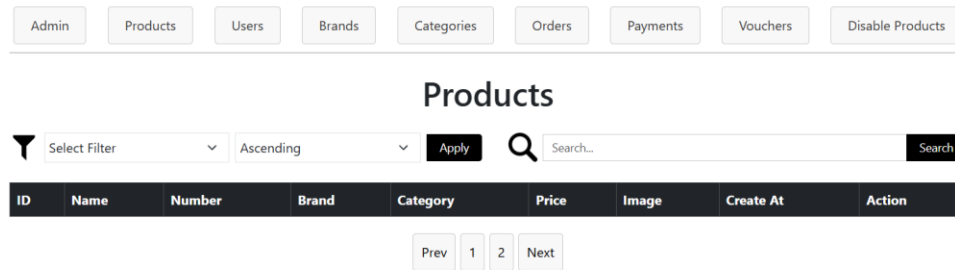 Admin Products Users Brands Categories Orders Payments Vouchers Disable Products
Products
Select Filter Ascending Apply Search... Search
ID Name Number Brand Category Price Image Create At Action
Prev 1 2 Next